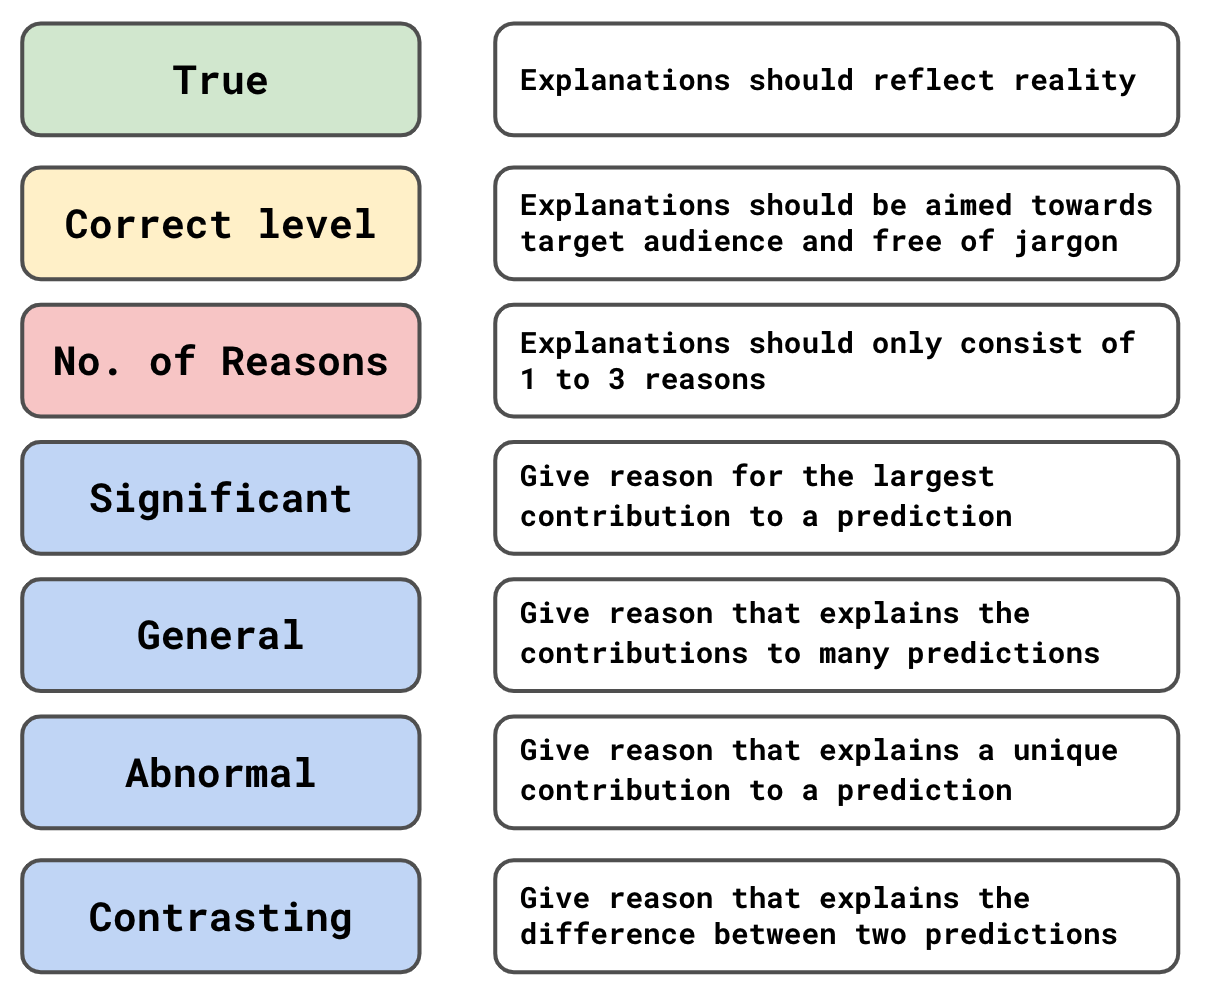 True
Explanations should reflect reality
Correct level
Explanations should be aimed towards
target audience and free of jargon
No. of Reasons
Explanations should only consist of
1 to 3 reasons
Significant
Give reason for the largest
contribution to a prediction
General
Give reason that explains the
contributions to many predictions
Abnormal
Give reason that explains a unique
contribution to a prediction
Contrasting
Give reason that explains the
difference between two predictions